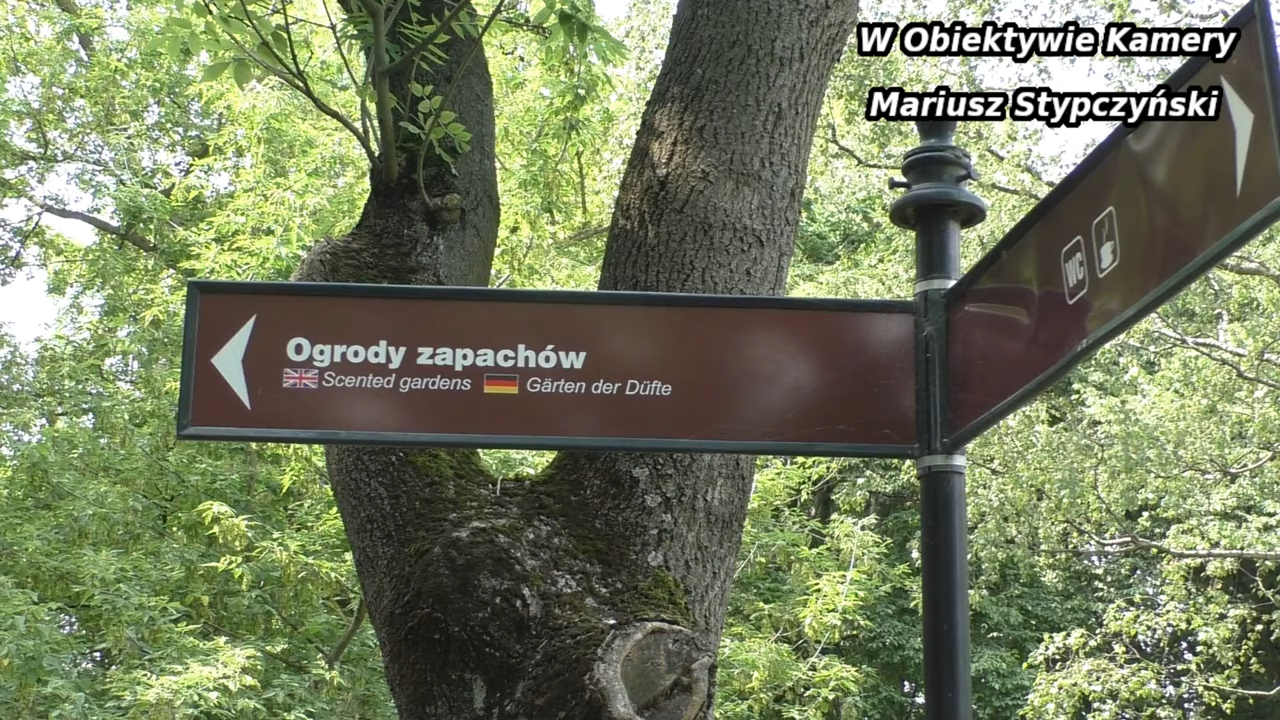 W Obiektywie Kamery
Mariusz Stypczyński
Ogrody zapachów
Scented gardens Gärten der Düfte
WC